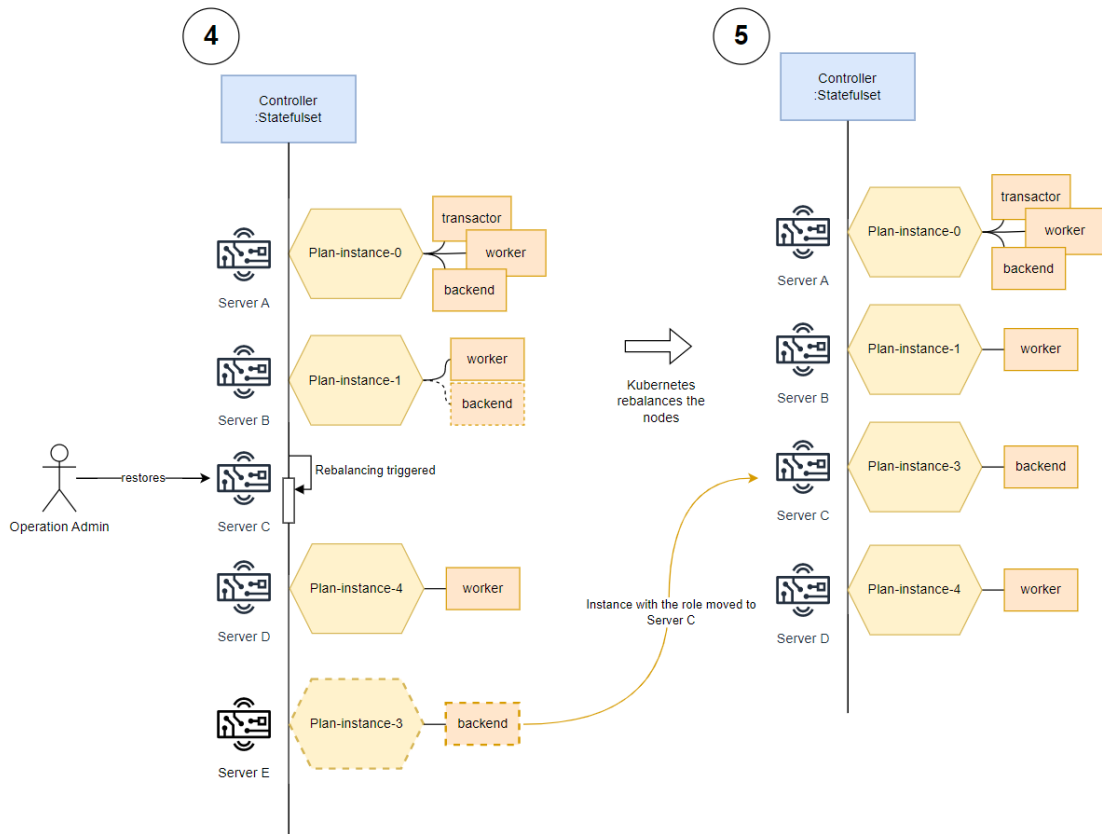 4
Controller
:Statefulset
transactor
Plan-instance-0
worker
backend
Server A
worker
Plan-instance-1
backend
Server B
Rebalancing triggered
restores
Operation Admin
Server C
Plan-instance-4
worker
Server D
Plan-instance-3
backend
Server E
Kubernetes
rebalances the
nodes
Instance with the role moved to
Server C
5
Controller
:Statefulset
transactor
Plan-instance-0
worker
backend
Server A
Plan-instance-1
worker
Server B
Plan-instance-3
backend
Server C
Plan-instance-4
worker
Server D